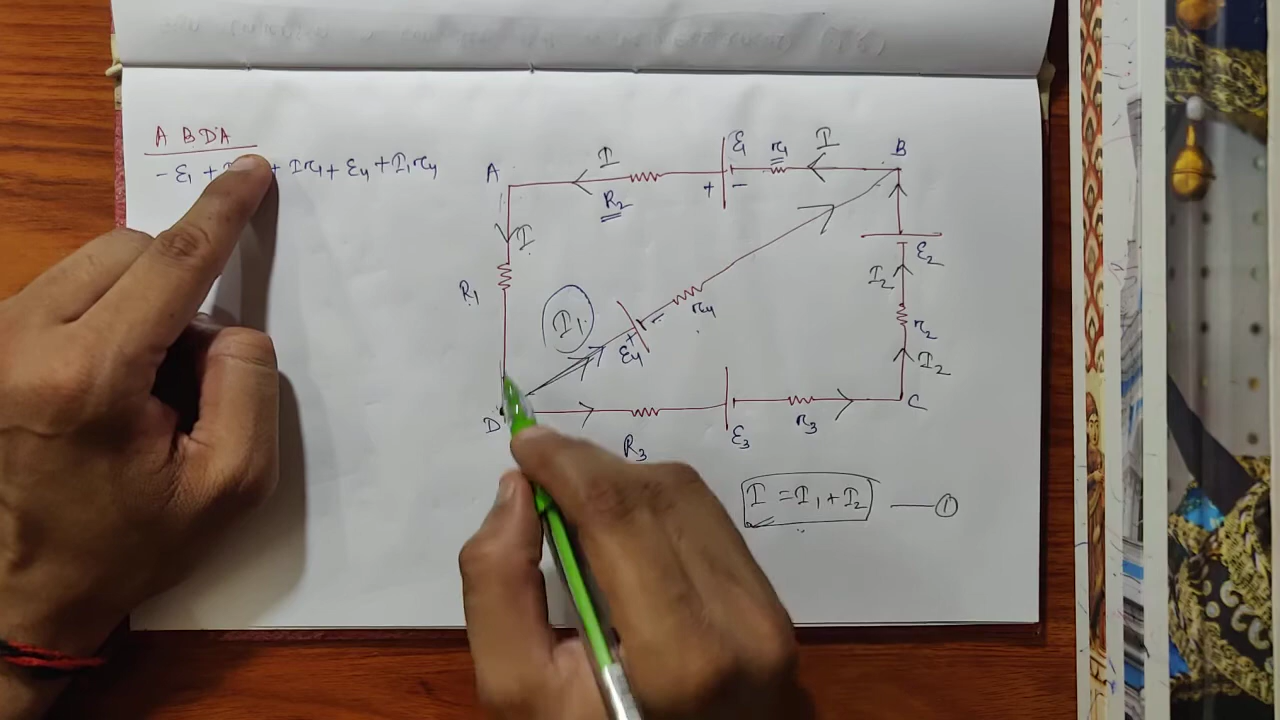 A B D A
- ε₁ + + Ir₁ + ε₄ + I₁r₄
A
I
R₂
ε₁
r₁
I
B
+
-
I
R₁
I₁
+
-
ε₄
r₄
ε₂
I₂
r₂
I₂
D
R₃
ε₃
r₃
C
I = I₁ + I₂ —— ①